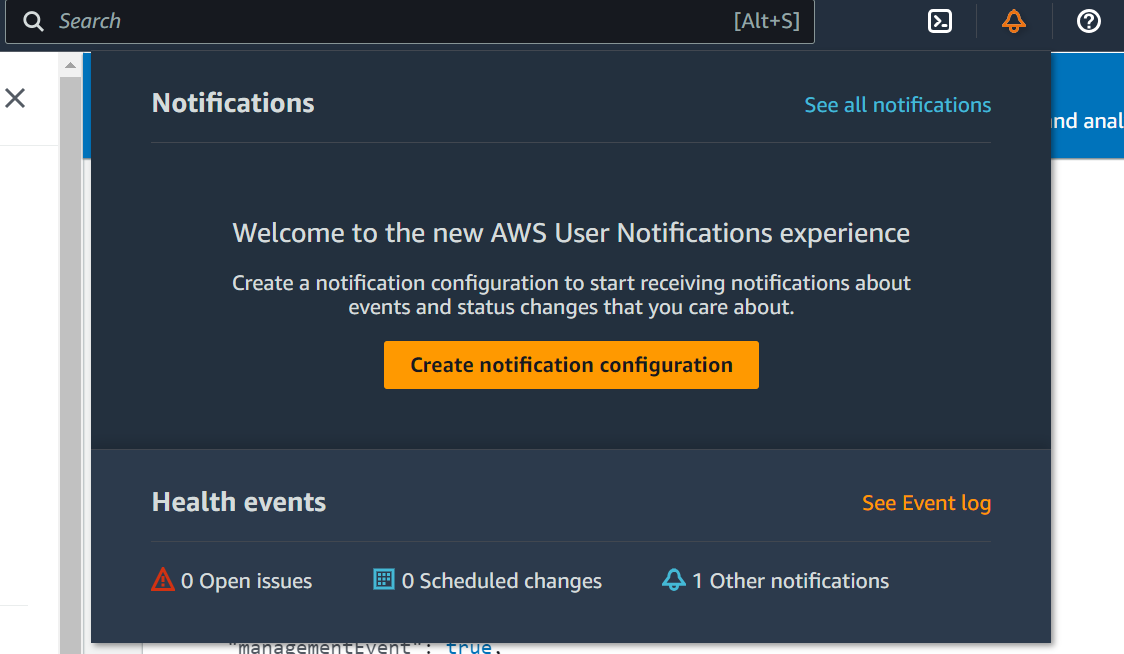 Search [Alt+S]
Notifications See all notifications
nd anal
Welcome to the new AWS User Notifications experience
Create a notification configuration to start receiving notifications about
events and status changes that you care about.
Create notification configuration
Health events See Event log
0 Open issues 0 Scheduled changes 1 Other notifications
"managementEvent": true,